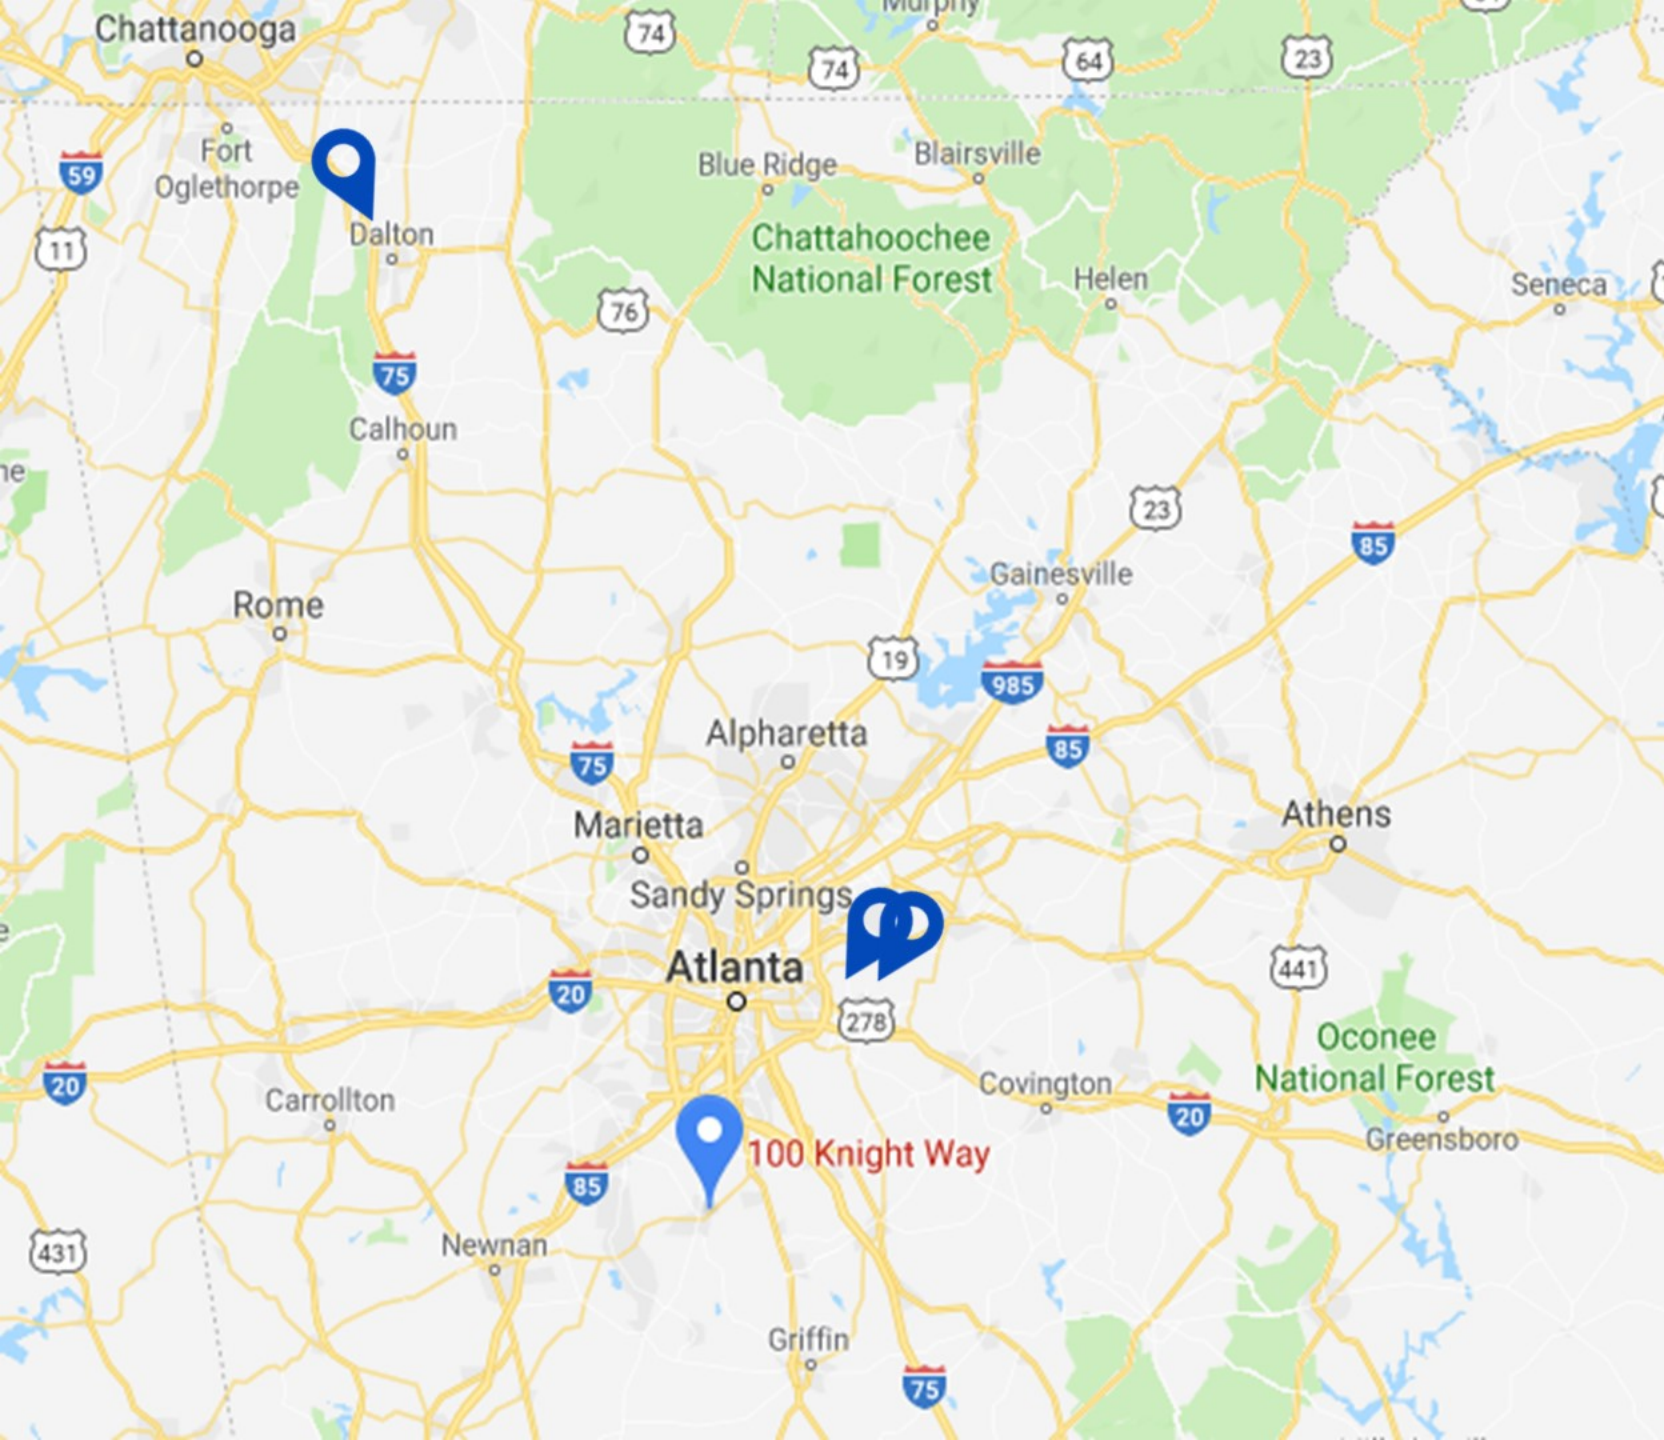 Murphy
Chattanooga
74
74
64
23
Fort
Oglethorpe
59
11
Blue Ridge
Blairsville
Dalton
Chattahoochee
National Forest
Helen
Seneca
76
75
Calhoun
23
85
Gainesville
Rome
19
985
Alpharetta
85
75
Marietta
Athens
Sandy Springs
Atlanta
20
441
278
Oconee
National Forest
20
Covington
20
Carrollton
Greensboro
100 Knight Way
85
Newnan
431
Griffin
75